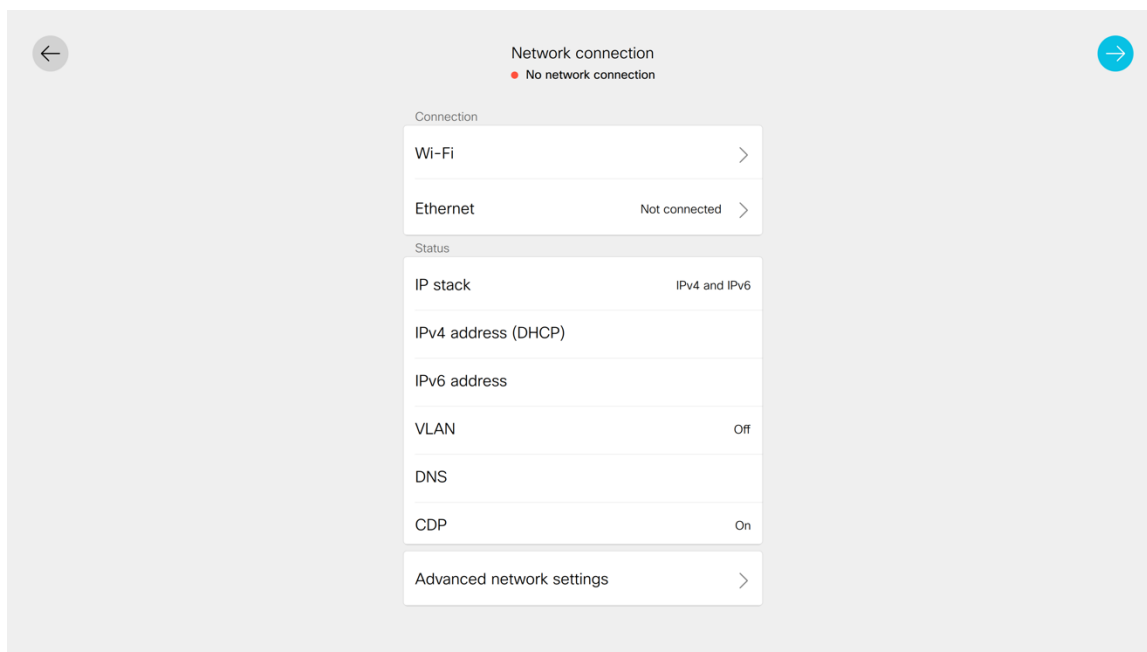 Network connection
No network connection
Connection
Wi-Fi
Ethernet Not connected
Status
IP stack IPv4 and IPv6
IPv4 address (DHCP)
IPv6 address
VLAN Off
DNS
CDP On
Advanced network settings